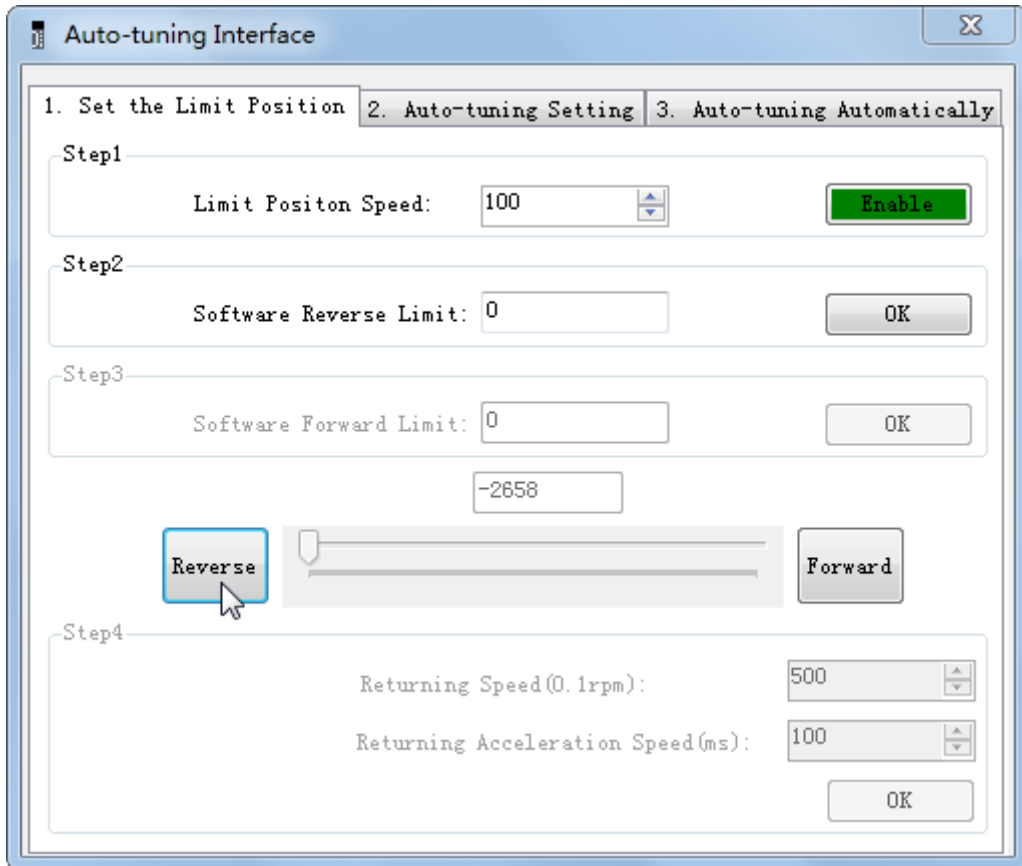 Auto-tuning Interface
1. Set the Limit Position 2. Auto-tuning Setting 3. Auto-tuning Automatically
Step1
Limit Positon Speed: 100 Enable
Step2
Software Reverse Limit: 0 OK
Step3
Software Forward Limit: 0 OK
-2658
Reverse Forward
Step4
Returning Speed(0.1rpm): 500
Returning Acceleration Speed(ms): 100
OK